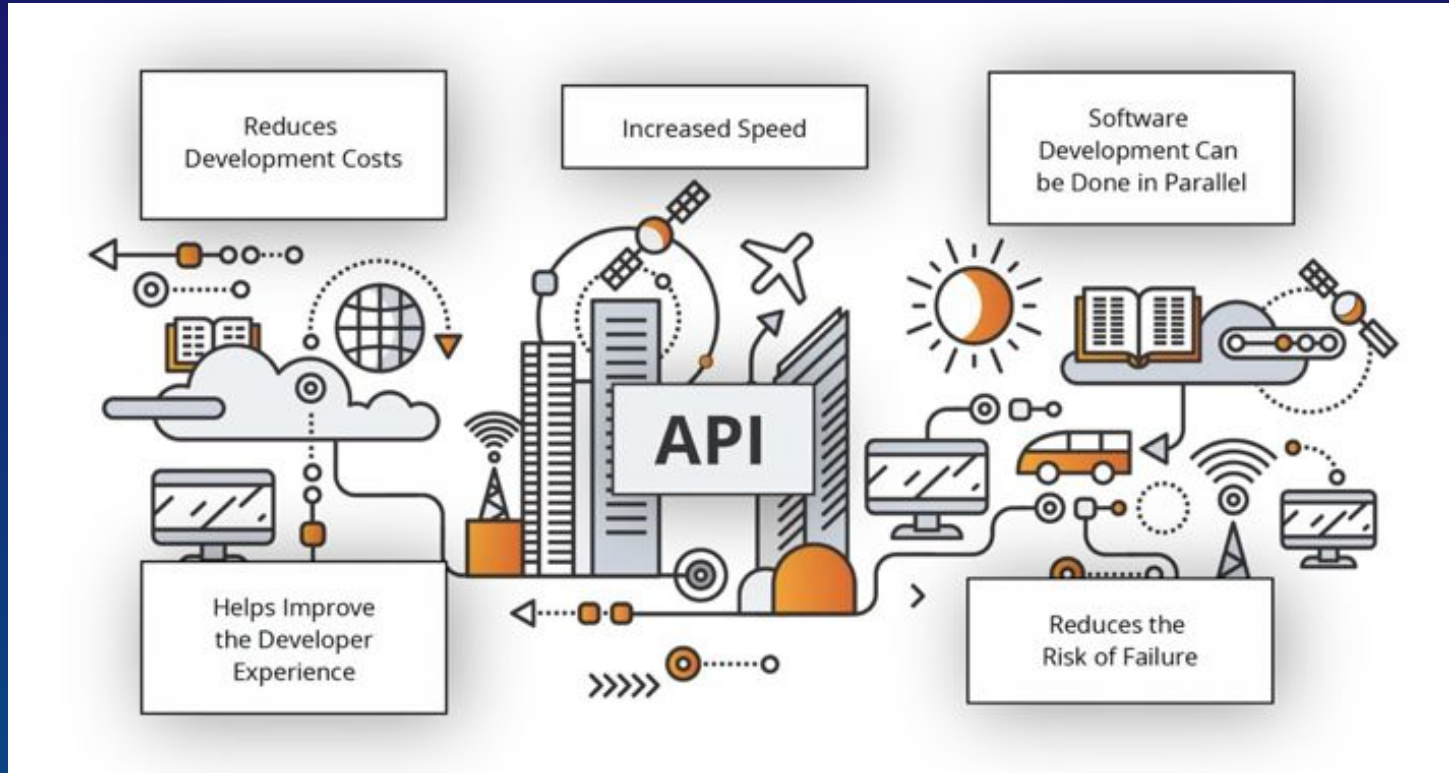 Reduces
Development Costs
Increased Speed
Software
Development Can
be Done in Parallel
API
Helps Improve
the Developer
Experience
Reduces the
Risk of Failure